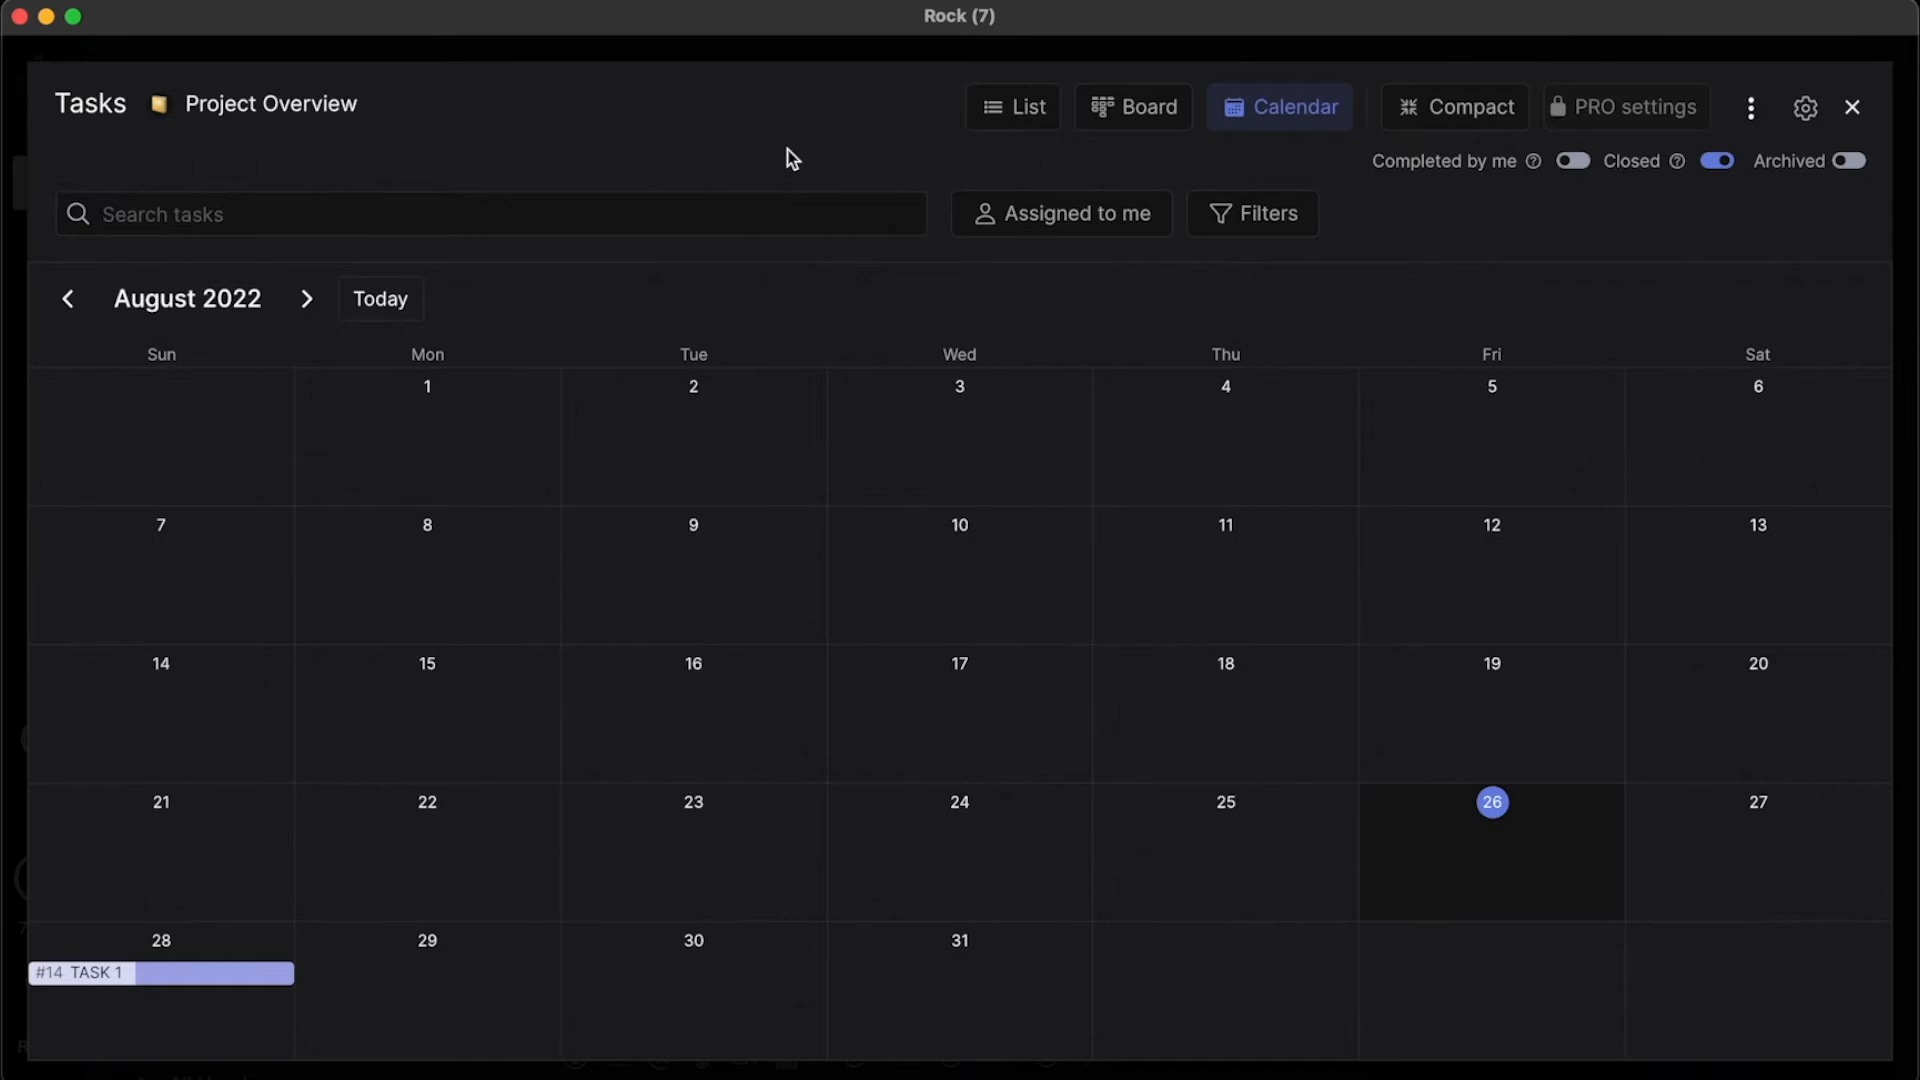 Rock (7)
Tasks Project Overview
List Board Calendar Compact PRO settings
Completed by me Closed Archived
Search tasks Assigned to me Filters
August 2022 Today
Sun Mon Tue Wed Thu Fri Sat
1 2 3 4 5 6
7 8 9 10 11 12 13
14 15 16 17 18 19 20
21 22 23 24 25 26 27
28 29 30 31
#14 TASK 1